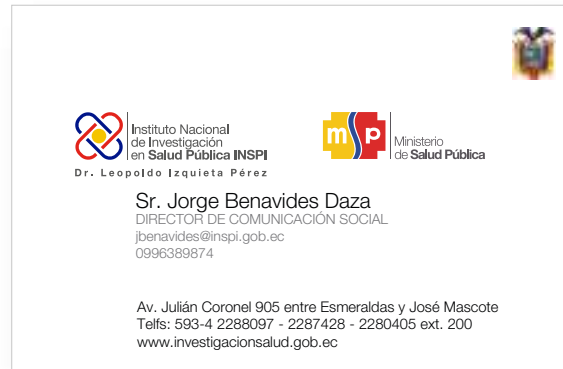 Instituto Nacional
de Investigación
en Salud Pública INSPI
Dr. Leopoldo Izquieta Pérez
msp
Ministerio
de Salud Pública
Sr. Jorge Benavides Daza
DIRECTOR DE COMUNICACIÓN SOCIAL
jbenavides@inspi.gob.ec
0996389874
Av. Julián Coronel 905 entre Esmeraldas y José Mascote
Telfs: 593-4 2288097 - 2287428 - 2280405 ext. 200
www.investigacionsalud.gob.ec